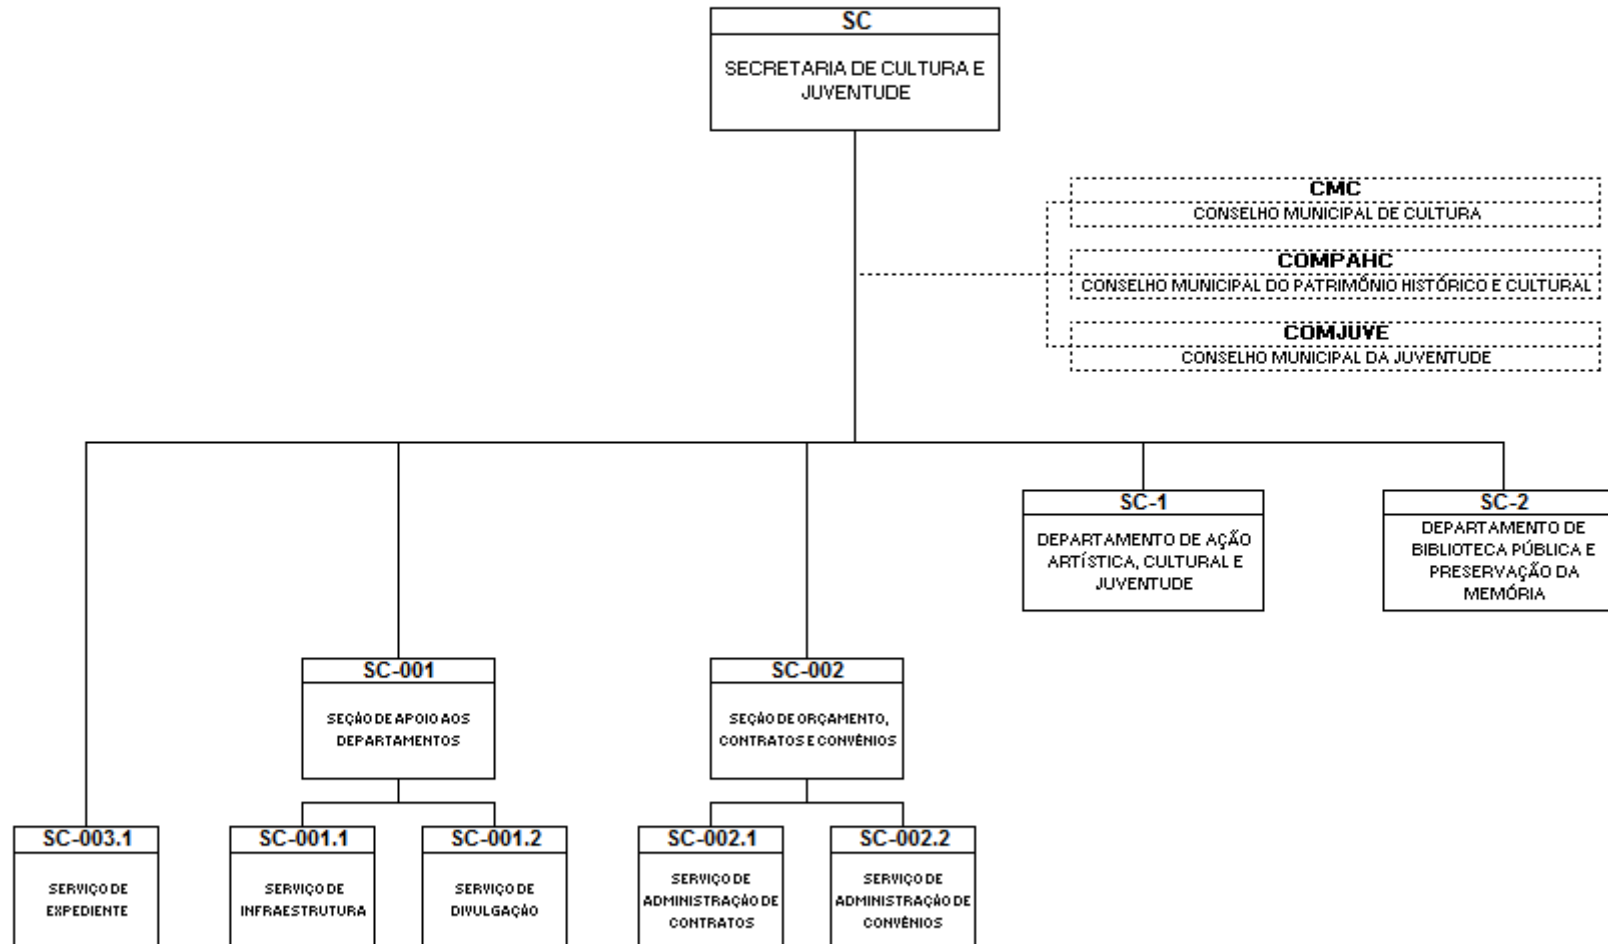 SC
SECRETARIA DE CULTURA E
JUVENTUDE
CMC
CONSELHO MUNICIPAL DE CULTURA
COMPAHC
CONSELHO MUNICIPAL DO PATRIMÔNIO HISTÓRICO E CULTURAL
COMJUVE
CONSELHO MUNICIPAL DA JUVENTUDE
SC-1
DEPARTAMENTO DE AÇÃO
ARTÍSTICA, CULTURAL E
JUVENTUDE
SC-2
DEPARTAMENTO DE
BIBLIOTECA PÚBLICA E
PRESERVAÇÃO DA
MEMÓRIA
SC-001
SEÇÃO DE APOIO AOS
DEPARTAMENTOS
SC-002
SEÇÃO DE ORÇAMENTO,
CONTRATOS E CONVÊNIOS
SC-003.1
SERVIÇO DE
EXPEDIENTE
SC-001.1
SERVIÇO DE
INFRAESTRUTURA
SC-001.2
SERVIÇO DE
DIVULGAÇÃO
SC-002.1
SERVIÇO DE
ADMINISTRAÇÃO DE
CONTRATOS
SC-002.2
SERVIÇO DE
ADMINISTRAÇÃO DE
CONVÊNIOS